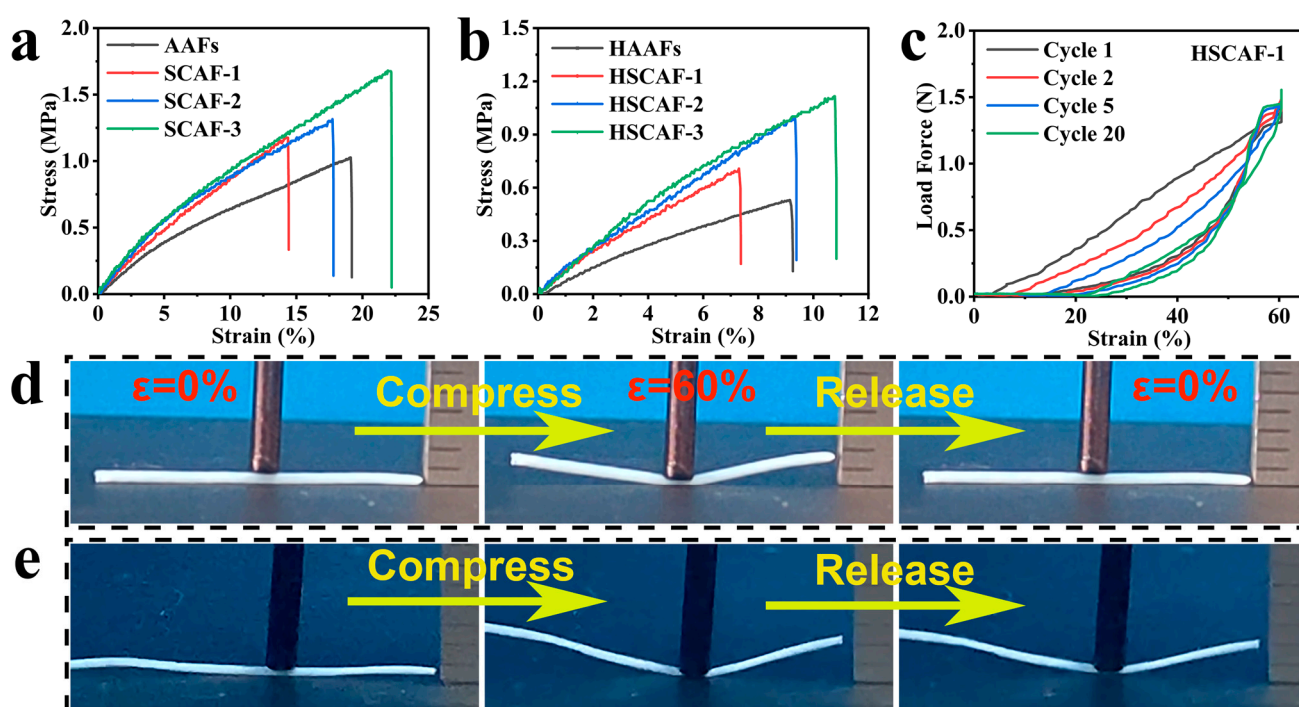 a
Stress (MPa)
2.0
1.5
1.0
0.5
0.0
0
5
10
15
20
25
Strain (%)
AAFs
SCAF-1
SCAF-2
SCAF-3
b
Stress (MPa)
1.5
1.2
0.9
0.6
0.3
0.0
0
2
4
6
8
10
12
Strain (%)
HAAFs
HSCAF-1
HSCAF-2
HSCAF-3
c
Load Force (N)
2.0
1.5
1.0
0.5
0.0
0
20
40
60
Strain (%)
Cycle 1
Cycle 2
Cycle 5
Cycle 20
HSCAF-1
d
ε=0%
Compress
ε=60%
Release
ε=0%
e
Compress
Release